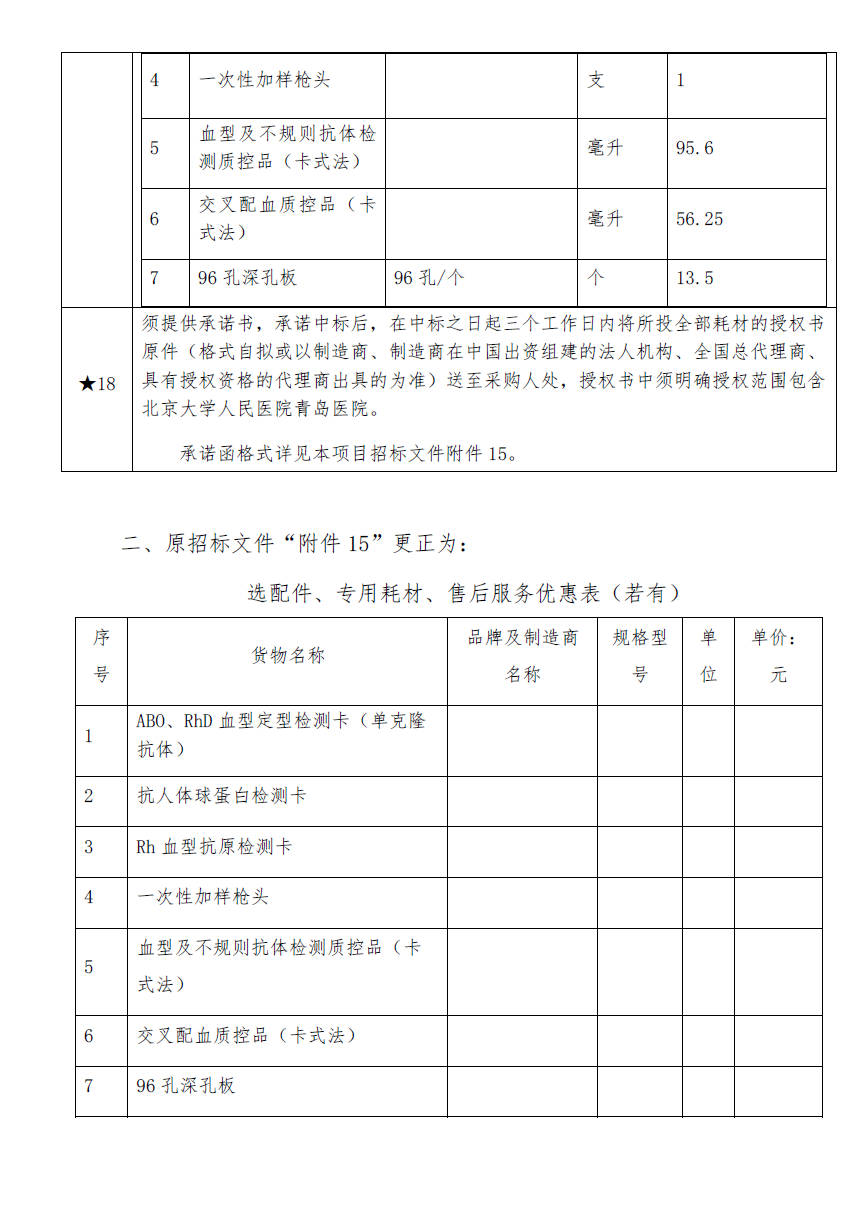 4 一次性加样枪头 支 1
血型及不规则抗体检
5 毫升 95.6
测质控品（卡式法）
交叉配血质控品（卡
6 毫升 56.25
式法）
7 96 孔深孔板 96 孔/个 个 13.5
须提供承诺书，承诺中标后，在中标之日起三个工作日内将所投全部耗材的授权书
原件（格式自拟或以制造商、制造商在中国出资组建的法人机构、全国总代理商、
★18 具有授权资格的代理商出具的为准）送至采购人处，授权书中须明确授权范围包含
北京大学人民医院青岛医院。
承诺函格式详见本项目招标文件附件 15。
二、原招标文件“附件 15”更正为：
选配件、专用耗材、售后服务优惠表（若有）
序 货物名称 品牌及制造商 规格型 单 单价：
号 名称 号 位 元
ABO、RhD 血型定型检测卡（单克隆
1
抗体）
2 抗人体球蛋白检测卡
3 Rh 血型抗原检测卡
4 一次性加样枪头
血型及不规则抗体检测质控品（卡
5
式法）
6 交叉配血质控品（卡式法）
7 96 孔深孔板